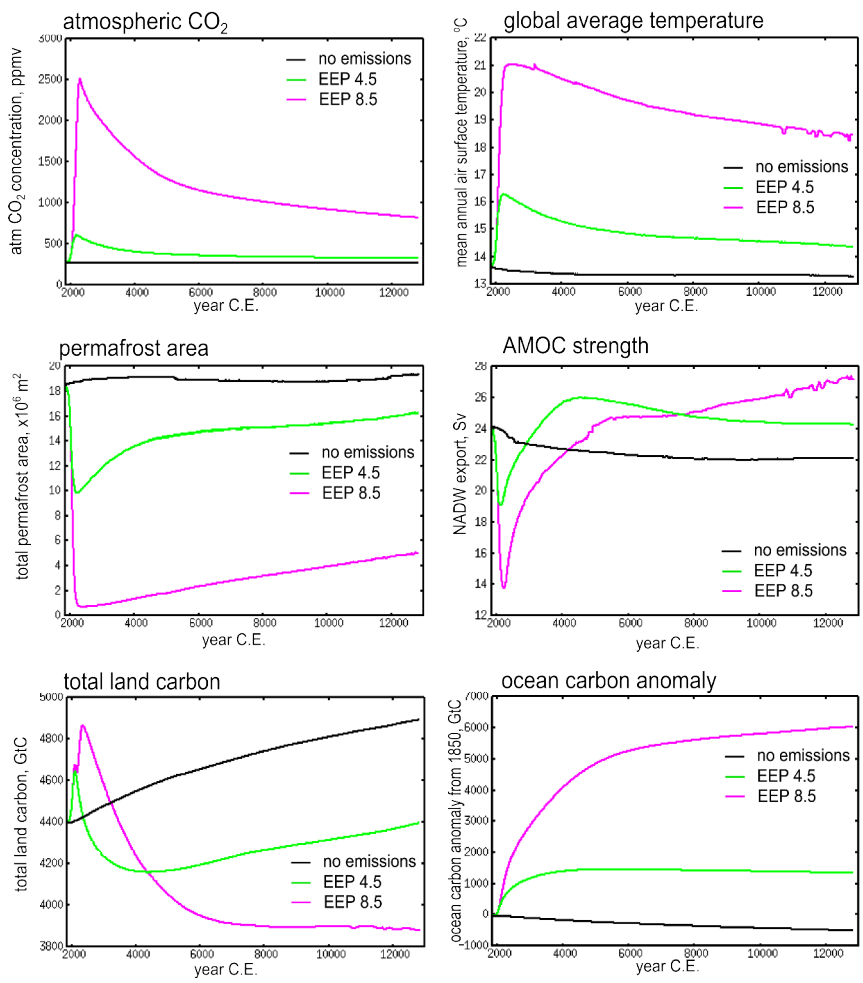 atmospheric CO₂
3000
2500
2000
1500
1000
500
0
atm CO₂ concentration, ppmv
no emissions
EEP 4.5
EEP 8.5
2000 4000 6000 8000 10000 12000
year C.E.
global average temperature
22
21
20
19
18
17
16
15
14
13
mean annual air surface temperature, ºC
no emissions
EEP 4.5
EEP 8.5
2000 4000 6000 8000 10000 12000
year C.E.
permafrost area
20
18
16
14
12
10
8
6
4
2
0
total permafrost area, x10⁶ m²
no emissions
EEP 4.5
EEP 8.5
2000 4000 6000 8000 10000 12000
year C.E.
AMOC strength
28
26
24
22
20
18
16
14
12
NADW export, Sv
no emissions
EEP 4.5
EEP 8.5
2000 4000 6000 8000 10000 12000
year C.E.
total land carbon
5000
4800
4600
4400
4200
4000
3800
total land carbon, GtC
no emissions
EEP 4.5
EEP 8.5
2000 4000 6000 8000 10000 12000
year C.E.
ocean carbon anomaly
7000
6000
5000
4000
3000
2000
1000
0
-1000
ocean carbon anomaly from 1850, GtC
no emissions
EEP 4.5
EEP 8.5
2000 4000 6000 8000 10000 12000
year C.E.